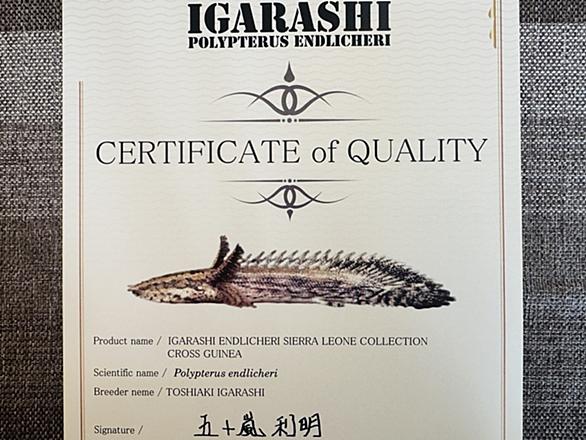 IGARASHI
POLYPTERUS ENDLICHERI
CERTIFICATE of QUALITY
Product name / IGARASHI ENDLICHERI SIERRA LEONE COLLECTION
CROSS GUINEA
Scientific name / Polypterus endlicheri
Breeder neme / TOSHIAKI IGARASHI
Signature / 五十嵐 利明